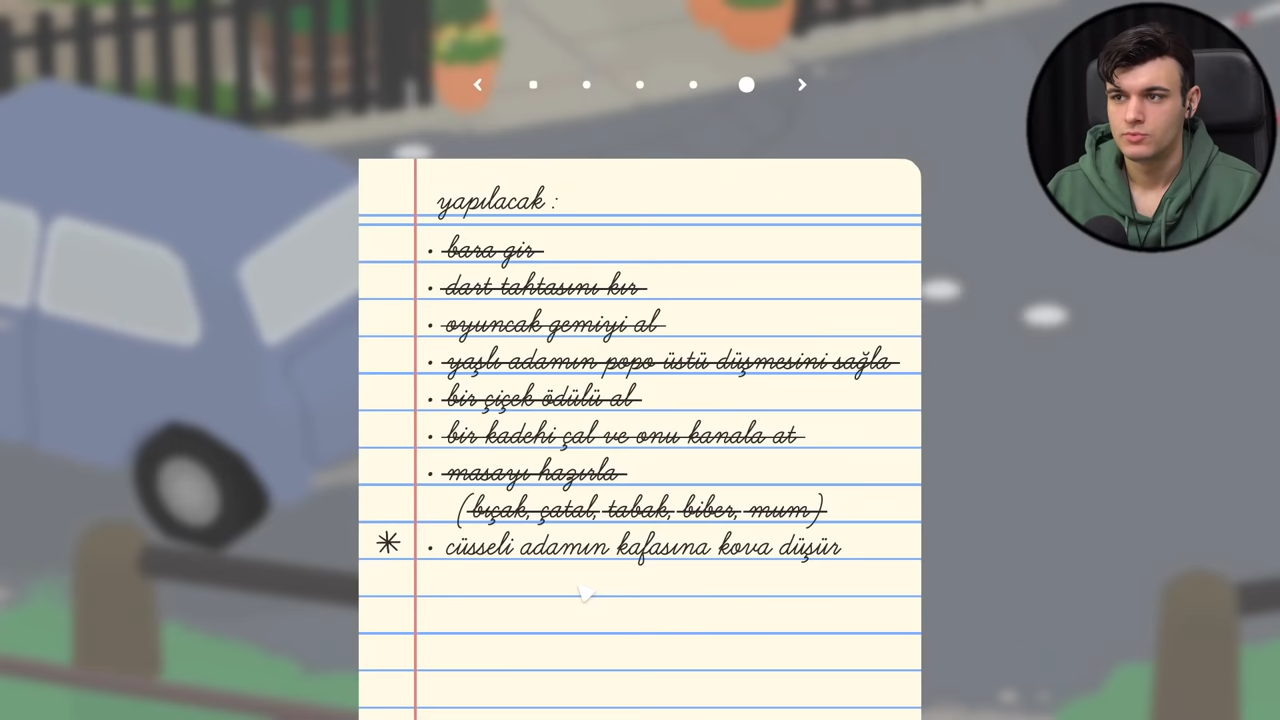 yapılacak :
• bara gir
• dart tahtasını kır
• oyuncak gemiyi al
• yaşlı adamın popo üstü düşmesini sağla
• bir çiçek ödülü al
• bir kadehi çal ve onu kanala at
• masayı hazırla
(bıçak, çatal, tabak, biber, mum)
• cüsseli adamın kafasına kova düşür